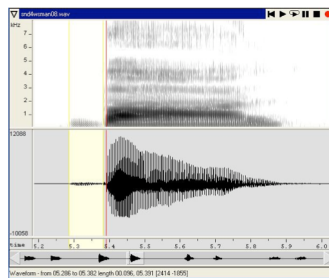 snd4woman08.wav
kHz
7
6
5
4
3
2
1
12088
-10058
time 5.2 5.3 5.4 5.5 5.6 5.7 5.8 5.9 6.0
Waveform - from 05.286 to 05.382 length 00.096, 05.391 [2414 -1855]